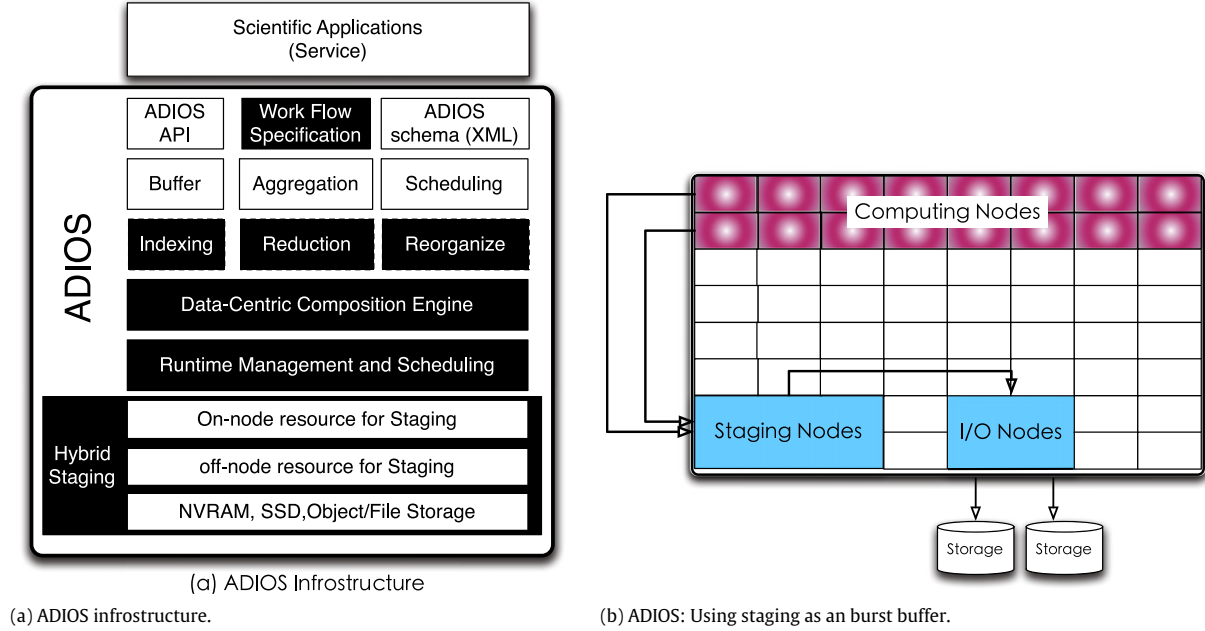 Scientific Applications
(Service)
ADIOS
ADIOS
API
Work Flow
Specification
ADIOS
schema (XML)
Buffer
Aggregation
Scheduling
Indexing
Reduction
Reorganize
Data-Centric Composition Engine
Runtime Management and Scheduling
Hybrid
Staging
On-node resource for Staging
off-node resource for Staging
NVRAM, SSD,Object/File Storage
(a) ADIOS Infrostructure
(a) ADIOS infrostructure.
Computing Nodes
Staging Nodes
I/O Nodes
Storage
Storage
(b) ADIOS: Using staging as an burst buffer.